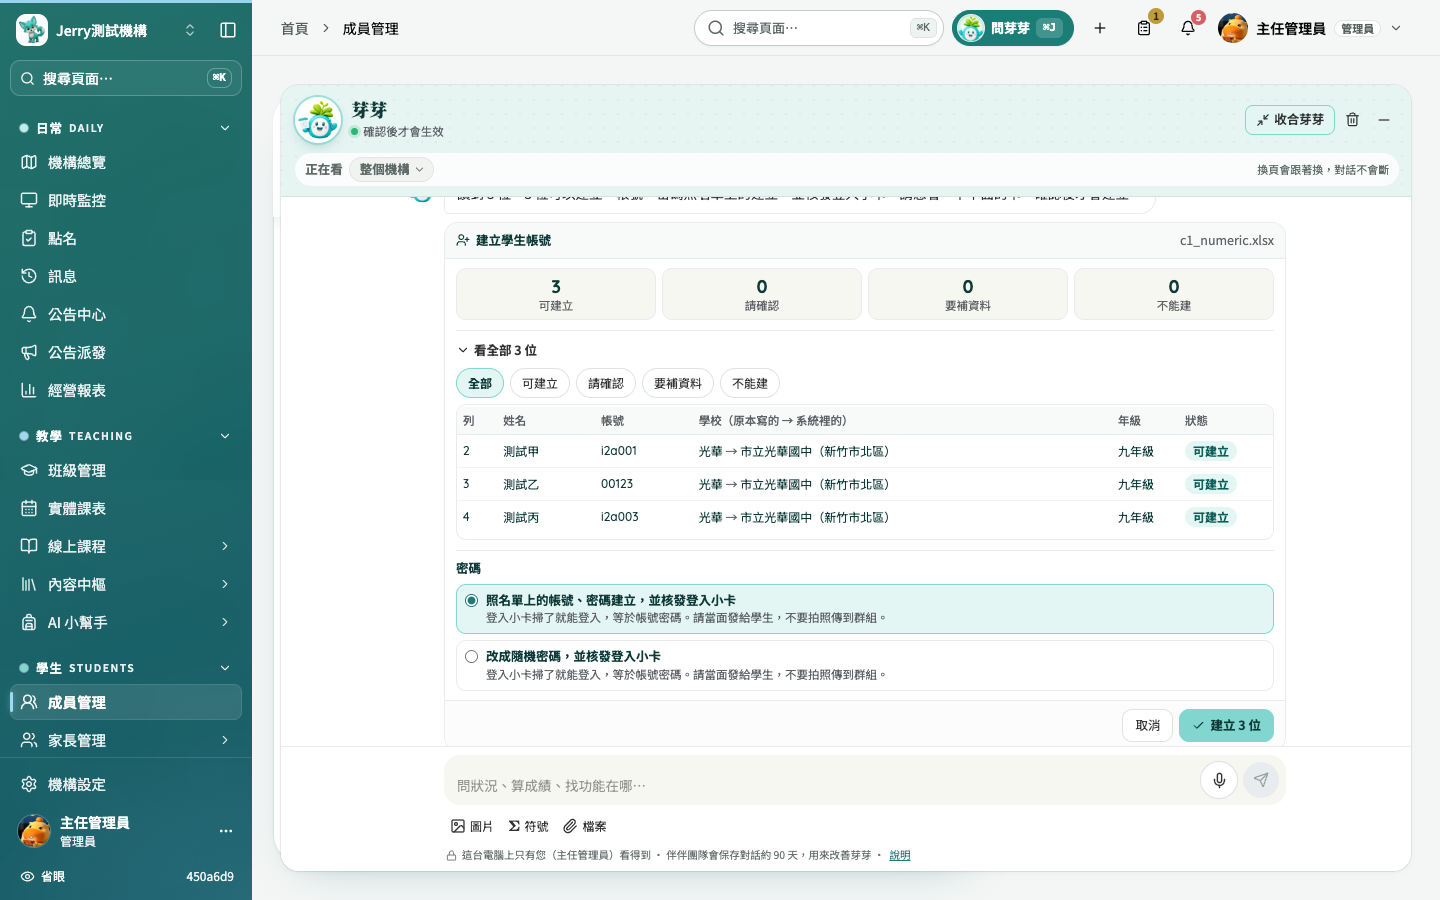 Jerry測試機構
搜尋頁面… ⌘K
日常 DAILY
機構總覽
即時監控
點名
訊息
公告中心
公告派發
經營報表
教學 TEACHING
班級管理
實體課表
線上課程
內容中樞
AI 小幫手
學生 STUDENTS
成員管理
家長管理
機構設定
主任管理員
管理員
省眼 450a6d9
首頁 > 成員管理
搜尋頁面… ⌘K
問芽芽 ⌘J
1
5
主任管理員 管理員
芽芽
確認後才會生效
收合芽芽
正在看 整個機構
換頁會跟著換，對話不會斷
建立學生帳號 c1_numeric.xlsx
3 0 0 0
可建立 請確認 要補資料 不能建
看全部 3 位
全部 可建立 請確認 要補資料 不能建
列 姓名 帳號 學校（原本寫的 → 系統裡的） 年級 狀態
2 測試甲 i2a001 光華 → 市立光華國中（新竹市北區） 九年級 可建立
3 測試乙 00123 光華 → 市立光華國中（新竹市北區） 九年級 可建立
4 測試丙 i2a003 光華 → 市立光華國中（新竹市北區） 九年級 可建立
密碼
照名單上的帳號、密碼建立，並核發登入小卡
登入小卡掃了就能登入，等於帳號密碼。請當面發給學生，不要拍照傳到群組。
改成隨機密碼，並核發登入小卡
登入小卡掃了就能登入，等於帳號密碼。請當面發給學生，不要拍照傳到群組。
取消 建立 3 位
問狀況、算成績、找功能在哪…
圖片 符號 檔案
這台電腦上只有您（主任管理員）看得到 · 伴伴團隊會保存對話約 90 天，用來改善芽芽 · 說明